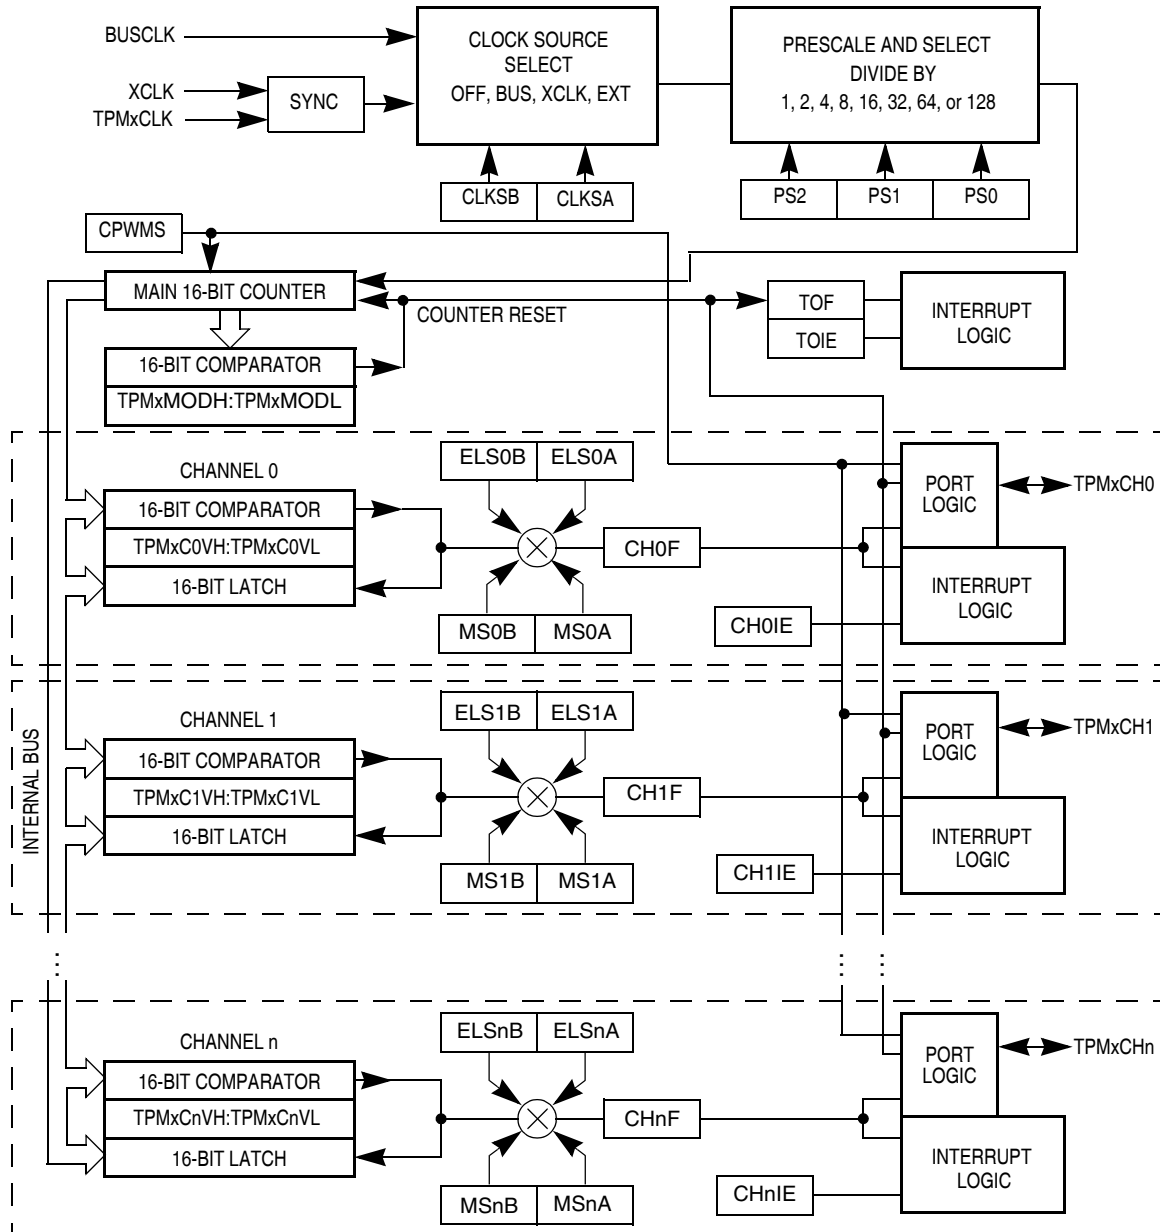 BUSCLK
XCLK
TPMxCLK
SYNC
CLOCK SOURCE
SELECT
OFF, BUS, XCLK, EXT
PRESCALE AND SELECT
DIVIDE BY
1, 2, 4, 8, 16, 32, 64, or 128
CLKSB
CLKSA
PS2
PS1
PS0
CPWMS
MAIN 16-BIT COUNTER
COUNTER RESET
16-BIT COMPARATOR
TPMxMODH:TPMxMODL
TOF
TOIE
INTERRUPT
LOGIC
INTERNAL BUS
CHANNEL 0
16-BIT COMPARATOR
TPMxC0VH:TPMxC0VL
16-BIT LATCH
ELS0B
ELS0A
MS0B
MS0A
CH0F
CH0IE
PORT
LOGIC
INTERRUPT
LOGIC
TPMxCH0
CHANNEL 1
16-BIT COMPARATOR
TPMxC1VH:TPMxC1VL
16-BIT LATCH
ELS1B
ELS1A
MS1B
MS1A
CH1F
CH1IE
PORT
LOGIC
INTERRUPT
LOGIC
TPMxCH1
...
...
...
CHANNEL n
16-BIT COMPARATOR
TPMxCnVH:TPMxCnVL
16-BIT LATCH
ELSnB
ELSnA
MSnB
MSnA
CHnF
CHnIE
PORT
LOGIC
INTERRUPT
LOGIC
TPMxCHn